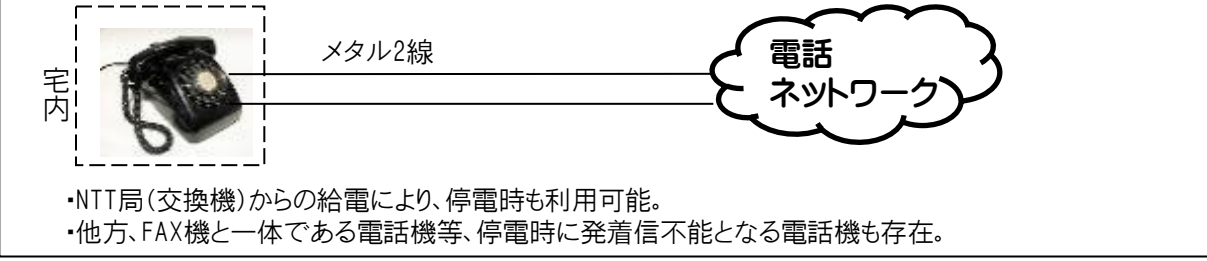 宅内
メタル2線
電話
ネットワーク
・NTT局(交換機)からの給電により、停電時も利用可能。
・他方、FAX機と一体である電話機等、停電時に発着信不能となる電話機も存在。